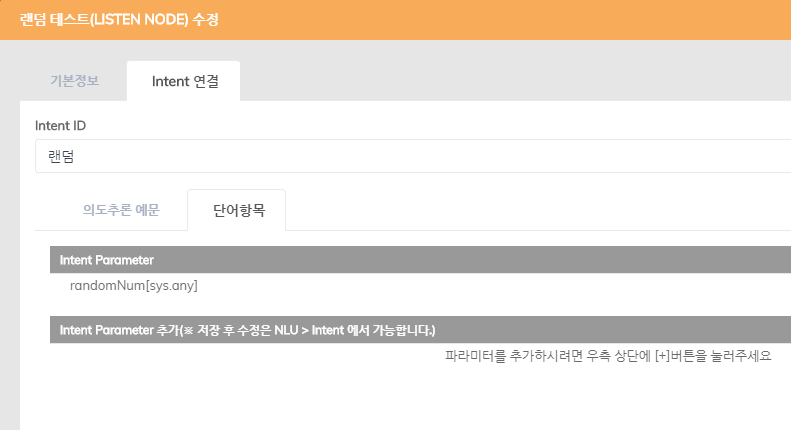 랜덤 테스트(LISTEN NODE) 수정
기본정보 Intent 연결
Intent ID
랜덤
의도추론 예문 단어항목
Intent Parameter
randomNum[sys.any]
Intent Parameter 추가(※ 저장 후 수정은 NLU > Intent 에서 가능합니다.)
파라미터를 추가하시려면 우측 상단에 [+]버튼을 눌러주세요